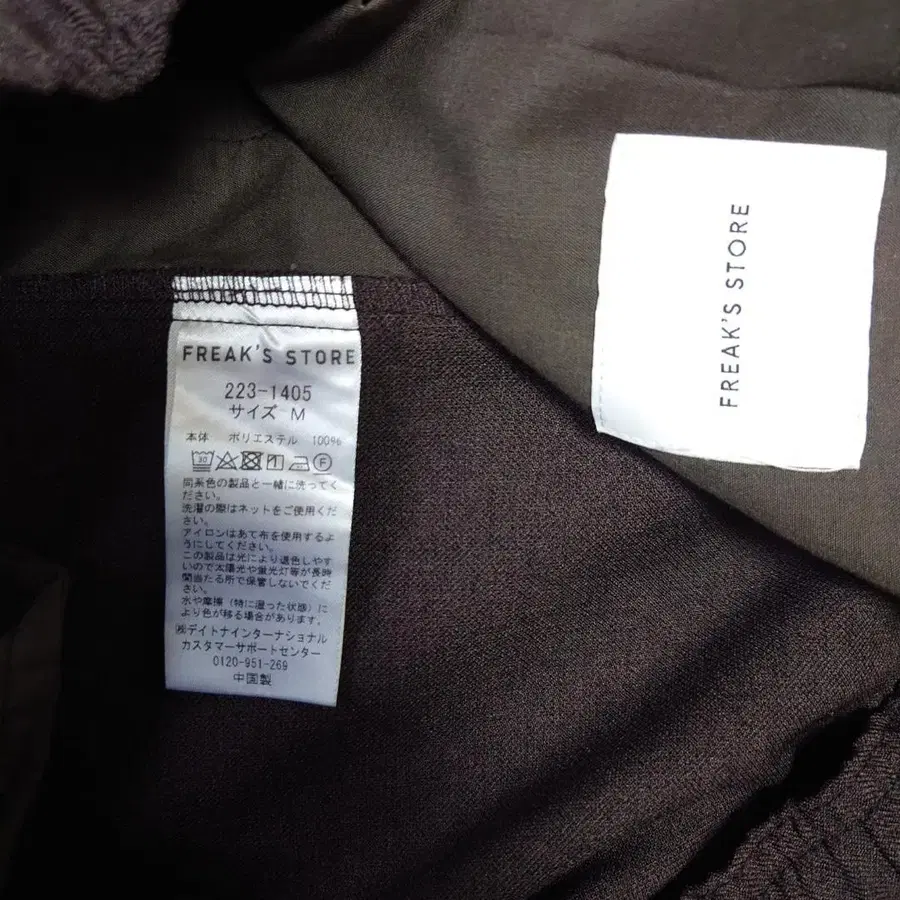 FREAK'S STORE
223-1405
サイズ M
本体 ポリエステル 100%
30 F
同系色の製品と一緒に洗ってく
ださい。
洗濯の際はネットをご使用くだ
さい。
アイロンはあて布を使用するよ
うにしてください。
この製品は光により退色しやす
いので太陽光や蛍光灯等が長時
間当たる所で保管しないでくだ
さい。
水や摩擦（特に湿った状態）に
より色が移る場合があります。
㈱デイトナインターナショナル
カスタマーサポートセンター
0120-951-269
中国製
FREAK'S STORE